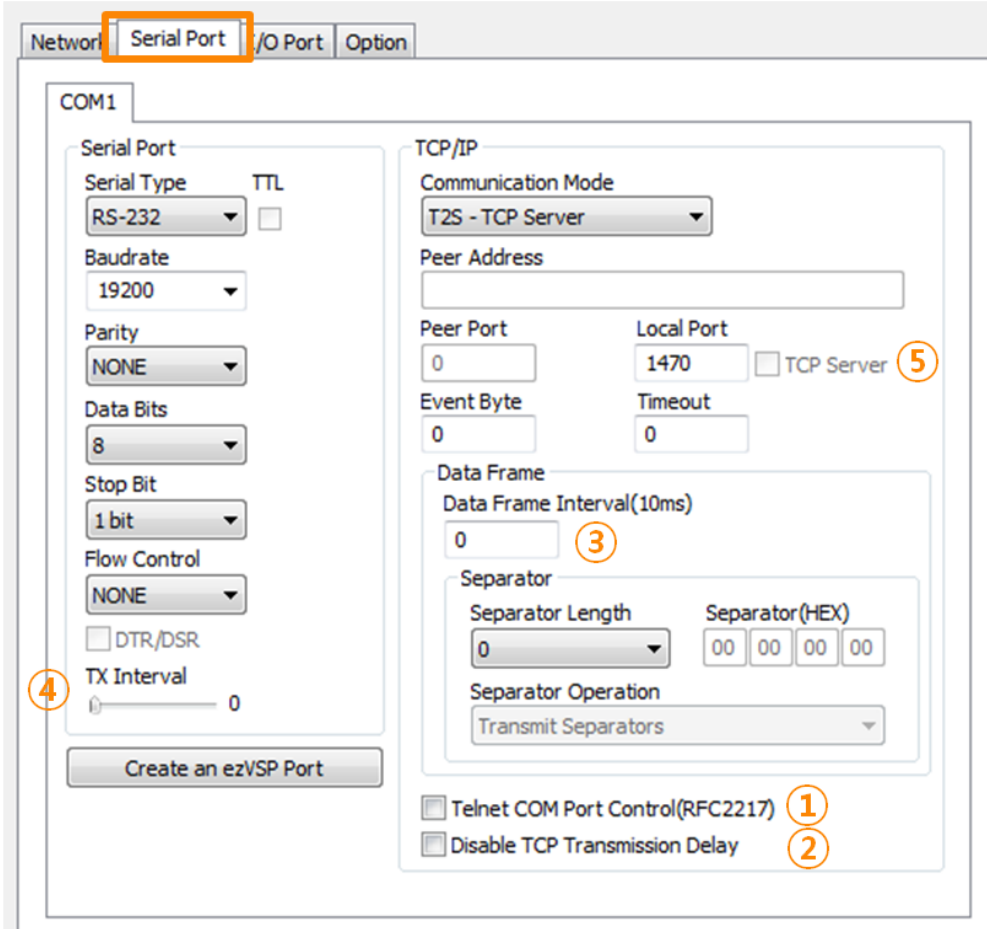 Network Serial Port I/O Port Option
COM1
Serial Port
Serial Type TTL
RS-232
Baudrate
19200
Parity
NONE
Data Bits
8
Stop Bit
1 bit
Flow Control
NONE
DTR/DSR
TX Interval
④ 0
Create an ezVSP Port
TCP/IP
Communication Mode
T2S - TCP Server
Peer Address
Peer Port Local Port
0 1470 TCP Server ⑤
Event Byte Timeout
0 0
Data Frame
Data Frame Interval(10ms)
0 ③
Separator
Separator Length Separator(HEX)
0 00 00 00 00
Separator Operation
Transmit Separators
Telnet COM Port Control(RFC2217) ①
Disable TCP Transmission Delay ②